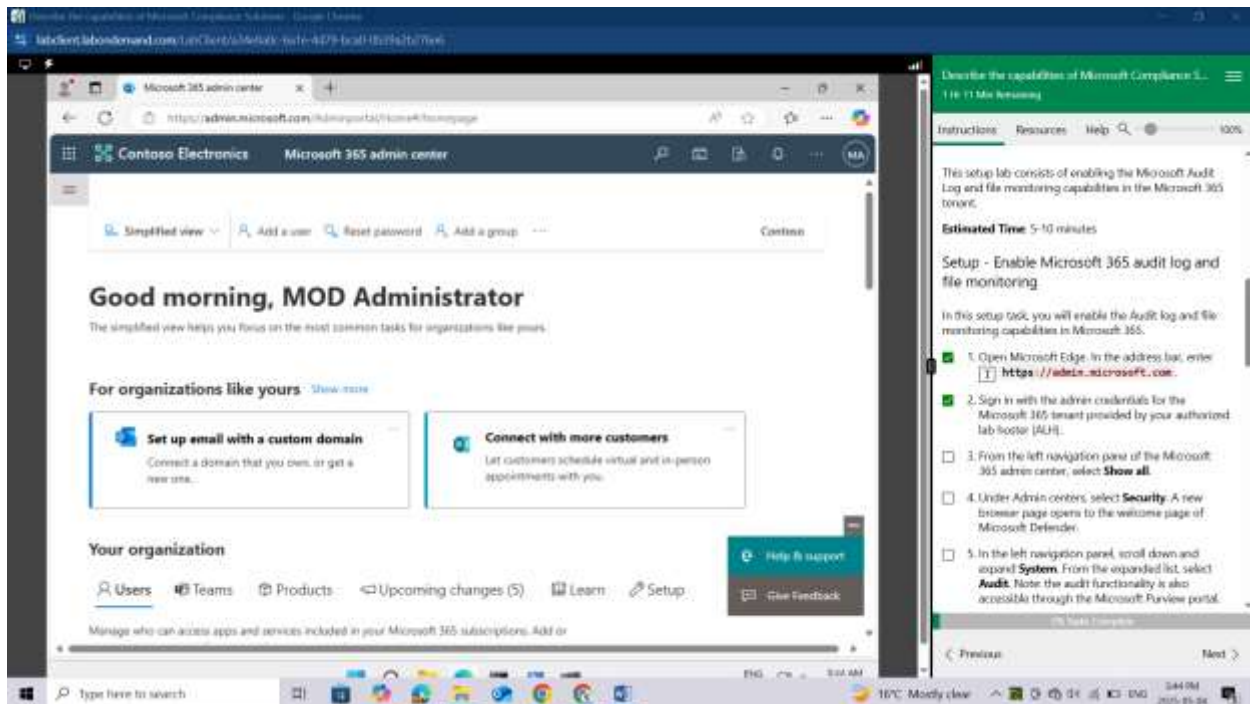 Describe the capabilities of Microsoft Compliance Solutions - Google Chrome
Microsoft 365 admin center
Contoso Electronics
Microsoft 365 admin center
MA
Simplified view
Add a user
Reset password
Add a group
Contoso
Good morning, MOD Administrator
The simplified view helps you focus on the most common tasks for organizations like yours.
For organizations like yours
Show more
Set up email with a custom domain
Connect a domain that you own, or get a
new one.
Connect with more customers
Let customers schedule virtual and in-person
appointments with you.
Your organization
Help & support
Give Feedback
Users
Teams
Products
Upcoming changes (5)
Learn
Setup
Manage who can access apps and services included in your Microsoft 365 subscriptions. Add or
ENG
Describe the capabilities of Microsoft Compliance S...
Instructions
Resources
Help
100%
This setup lab consists of enabling the Microsoft Audit
Log and file monitoring capabilities in the Microsoft 365
tenant.
Estimated Time: 5-10 minutes
Setup - Enable Microsoft 365 audit log and
file monitoring
In this setup task, you will enable the Audit log and file
monitoring capabilities in Microsoft 365.
1. Open Microsoft Edge. In the address bar, enter
https://admin.microsoft.com.
2. Sign in with the admin credentials for the
Microsoft 365 tenant provided by your authorized
lab hoster (ALH).
3. From the left navigation pane of the Microsoft
365 admin center, select Show all.
4. Under Admin centers, select Security. A new
browser page opens to the welcome page of
Microsoft Defender.
5. In the left navigation panel, scroll down and
expand System. From the expanded list, select
Audit. Note: the audit functionality is also
accessible through the Microsoft Purview portal.
Previous
Next
Type here to search
16°C Mostly clear
ENG